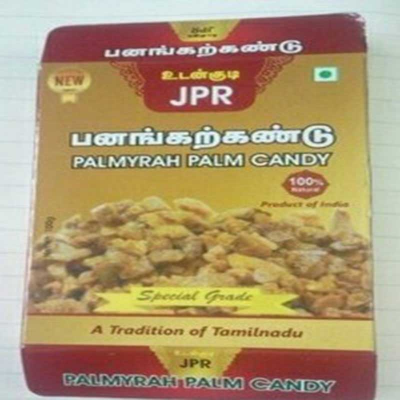 பனங்கற்கண்டு
NEW
உடன்குடி
JPR
பனங்கற்கண்டு
PALMYRAH PALM CANDY
100%
Natural
Product of India
Special Grade
A Tradition of Tamilnadu
உடன்குடி
JPR
PALMYRAH PALM CANDY